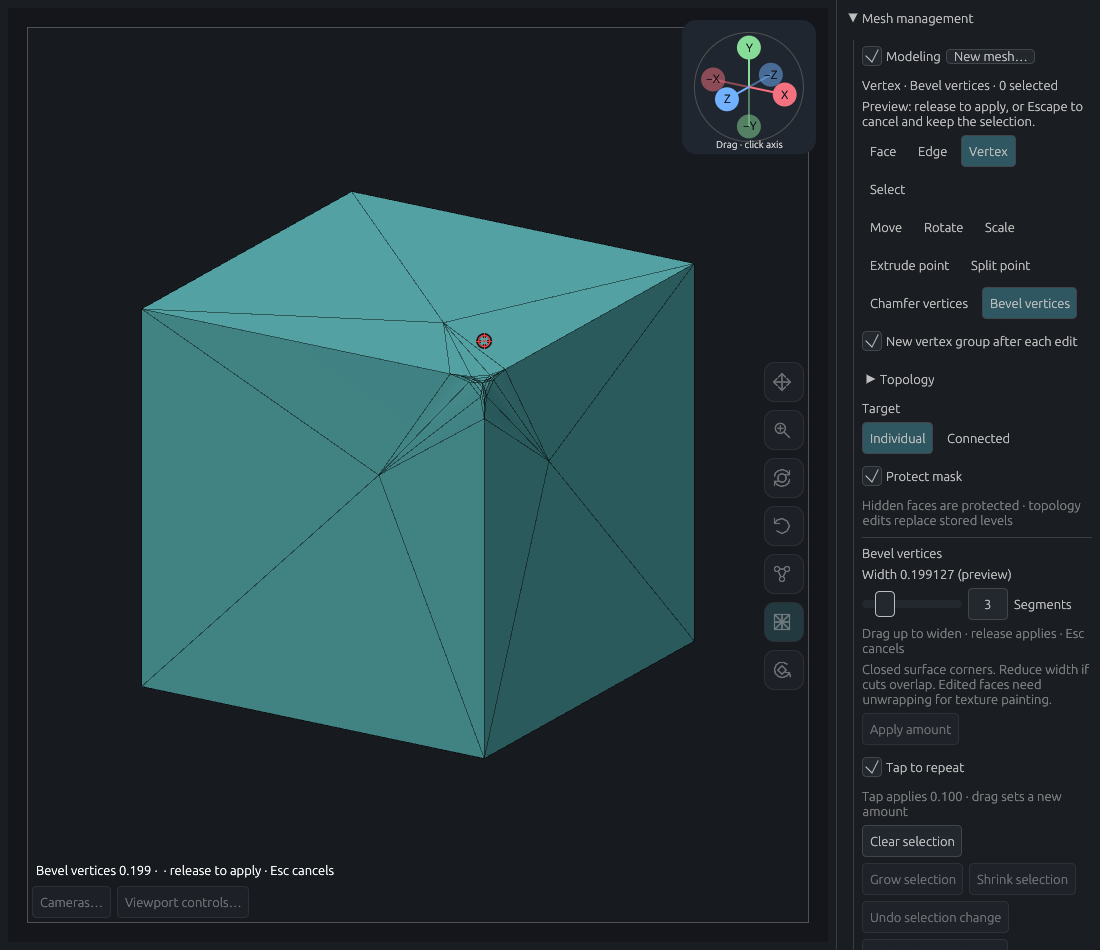 Y
−X
−Z
Z
X
−Y
Drag · click axis
Bevel vertices 0.199 · · release to apply · Esc cancels
Cameras…
Viewport controls…
Mesh management
Modeling
New mesh…
Vertex · Bevel vertices · 0 selected
Preview: release to apply, or Escape to
cancel and keep the selection.
Face
Edge
Vertex
Select
Move
Rotate
Scale
Extrude point
Split point
Chamfer vertices
Bevel vertices
New vertex group after each edit
Topology
Target
Individual
Connected
Protect mask
Hidden faces are protected · topology
edits replace stored levels
Bevel vertices
Width 0.199127 (preview)
3
Segments
Drag up to widen · release applies · Esc
cancels
Closed surface corners. Reduce width if
cuts overlap. Edited faces need
unwrapping for texture painting.
Apply amount
Tap to repeat
Tap applies 0.100 · drag sets a new
amount
Clear selection
Grow selection
Shrink selection
Undo selection change